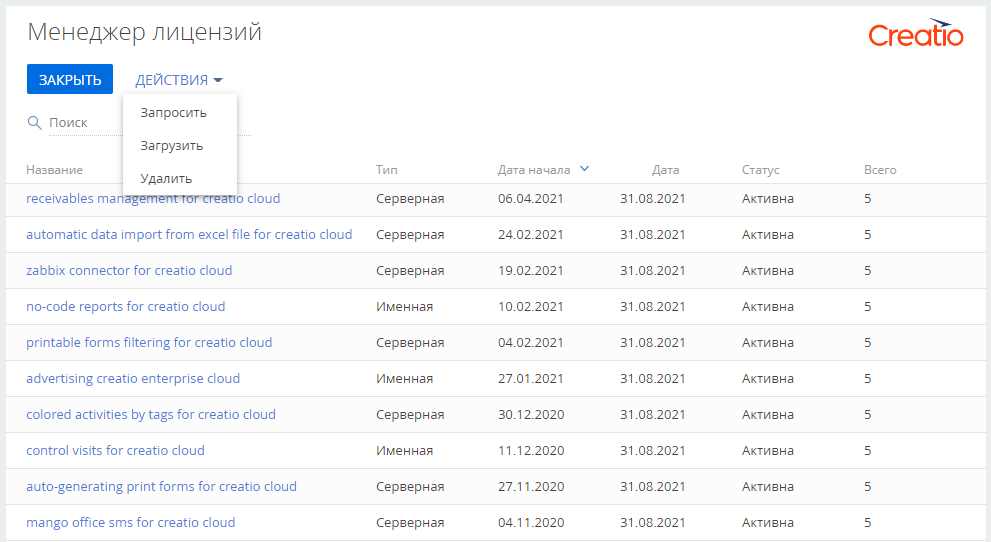 Менеджер лицензий
Creatio
ЗАКРЫТЬ ДЕЙСТВИЯ
Запросить
Поиск
Загрузить
Удалить
Название Тип Дата начала Дата Статус Всего
receivables management for creatio cloud Серверная 06.04.2021 31.08.2021 Активна 5
automatic data import from excel file for creatio cloud Серверная 24.02.2021 31.08.2021 Активна 5
zabbix connector for creatio cloud Серверная 19.02.2021 31.08.2021 Активна 5
no-code reports for creatio cloud Именная 10.02.2021 31.08.2021 Активна 5
printable forms filtering for creatio cloud Серверная 04.02.2021 31.08.2021 Активна 5
advertising creatio enterprise cloud Именная 27.01.2021 31.08.2021 Активна 5
colored activities by tags for creatio cloud Серверная 30.12.2020 31.08.2021 Активна 5
control visits for creatio cloud Именная 11.12.2020 31.08.2021 Активна 5
auto-generating print forms for creatio cloud Серверная 27.11.2020 31.08.2021 Активна 5
mango office sms for creatio cloud Серверная 04.11.2020 31.08.2021 Активна 5